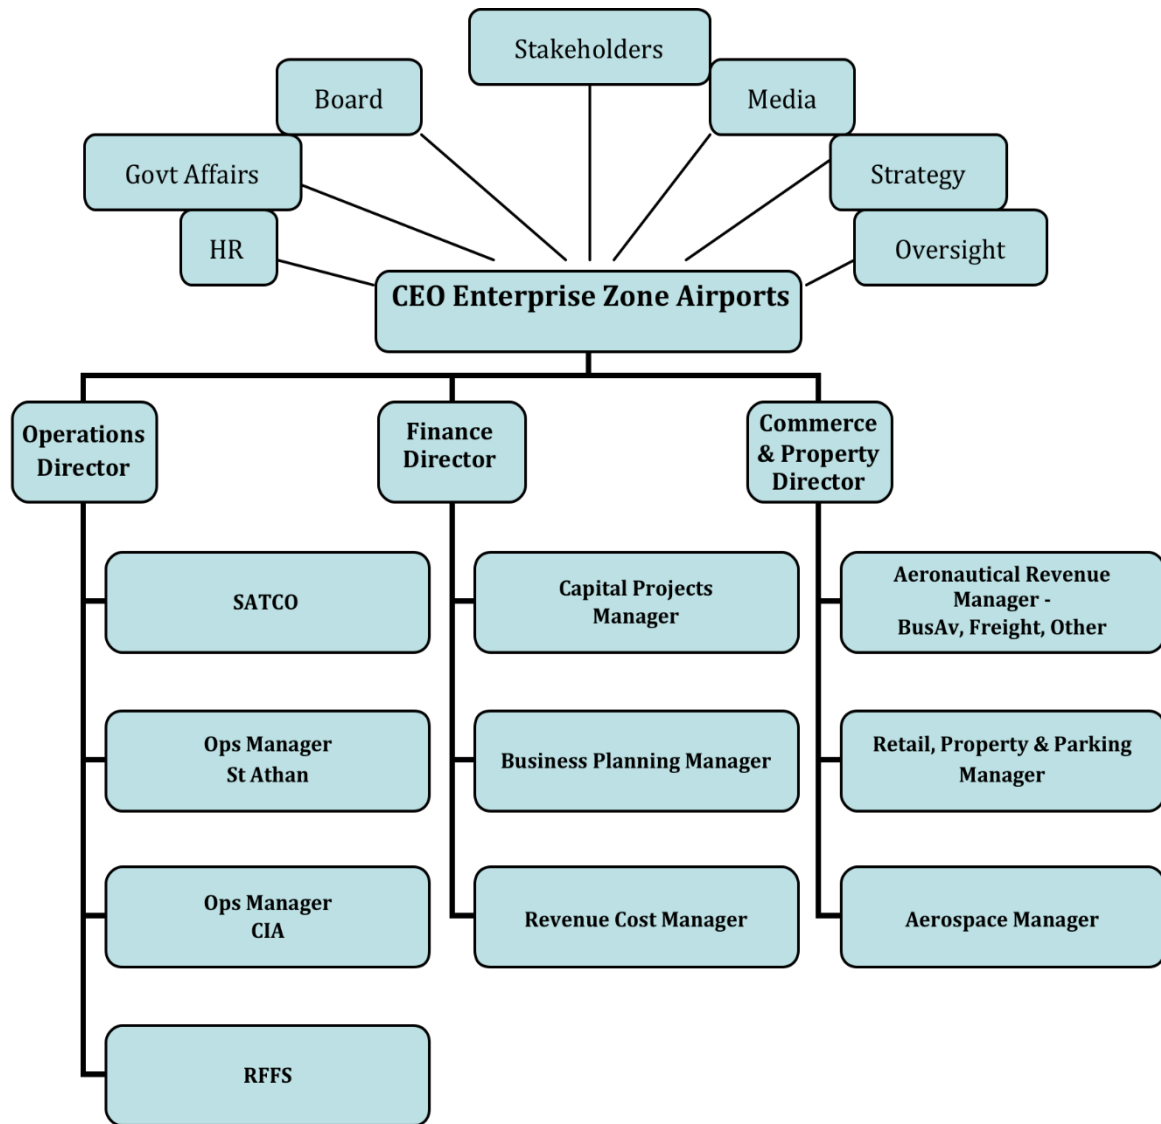 Stakeholders
Board
Media
Govt Affairs
Strategy
HR
Oversight
CEO Enterprise Zone Airports
Operations
Director
Finance
Director
Commerce
& Property
Director
SATCO
Capital Projects
Manager
Aeronautical Revenue
Manager -
BusAv, Freight, Other
Ops Manager
St Athan
Business Planning Manager
Retail, Property & Parking
Manager
Ops Manager
CIA
Revenue Cost Manager
Aerospace Manager
RFFS